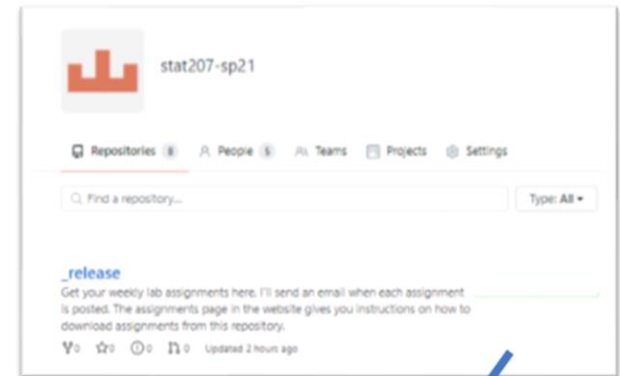 stat207-sp21
Repositories 8 People 5 Teams Projects Settings
Find a repository... Type: All
_release
Get your weekly lab assignments here. I'll send an email when each assignment
is posted. The assignments page in the website gives you instructions on how to
download assignments from this repository.
0 0 0 0 Updated 2 hours ago